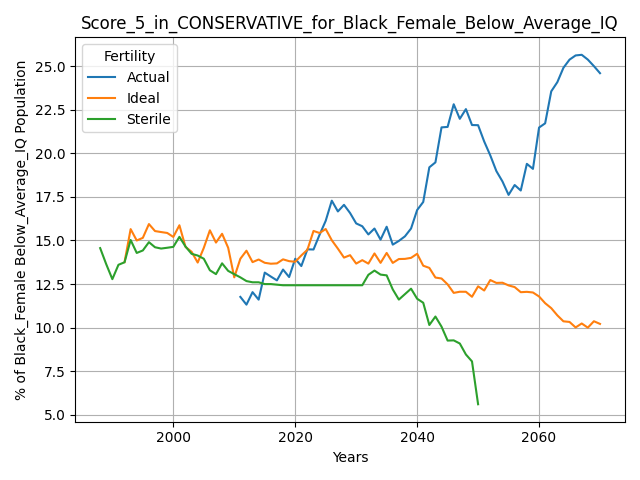 Score_5_in_CONSERVATIVE_for_Black_Female_Below_Average_IQ
% of Black_Female Below_Average_IQ Population
25.0
22.5
20.0
17.5
15.0
12.5
10.0
7.5
5.0
Fertility
Actual
Ideal
Sterile
2000
2020
2040
2060
Years